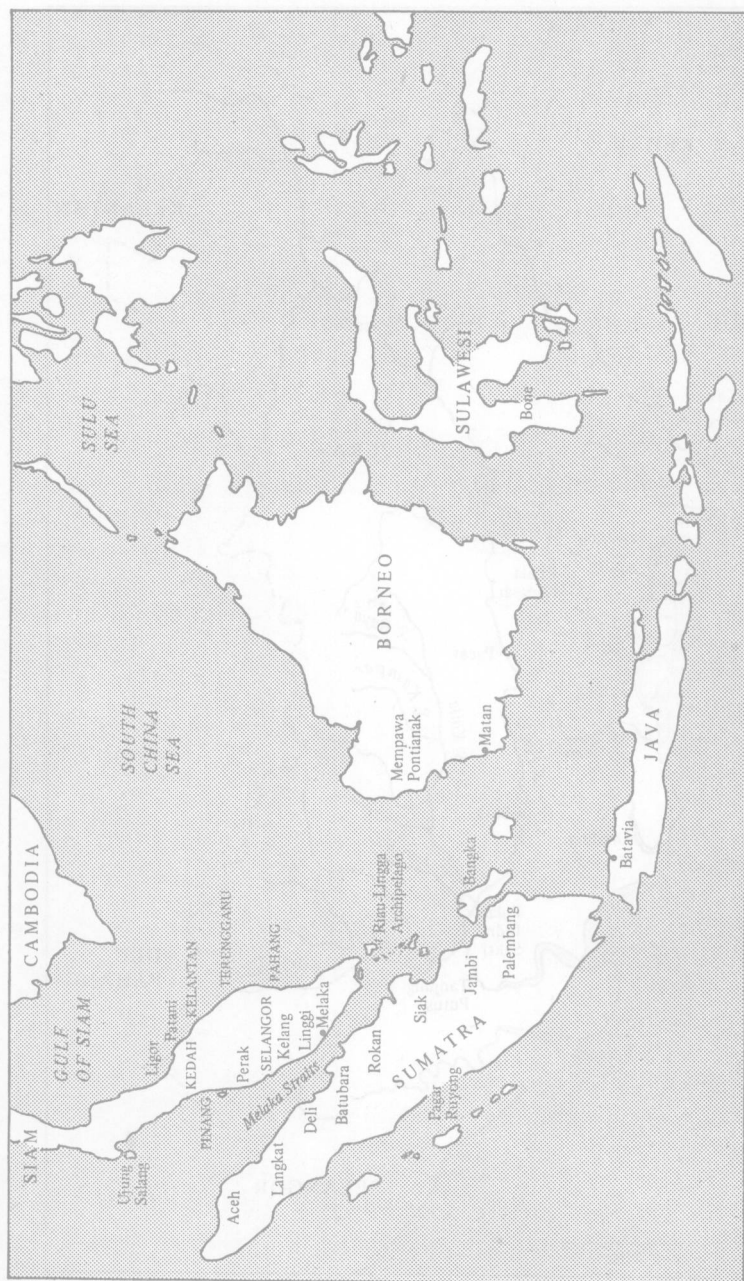 SIAM
CAMBODIA
GULF
OF SIAM
SOUTH
CHINA
SEA
SULU
SEA
Ujung
Salang
Ligor
Patani
KEDAH
KELANTAN
TERENGGANU
PINANG
Perak
PAHANG
SELANGOR
Kelang
Linggi
Melaka
Melaka Straits
Aceh
Langkat
Deli
Batubara
Rokan
Siak
SUMATRA
Pagar
Ruyong
Jambi
Palembang
Riau-Lingga
Archipelago
Bangka
Mempawa
Pontianak
Matan
BORNEO
SULAWESI
Bone
Batavia
JAVA